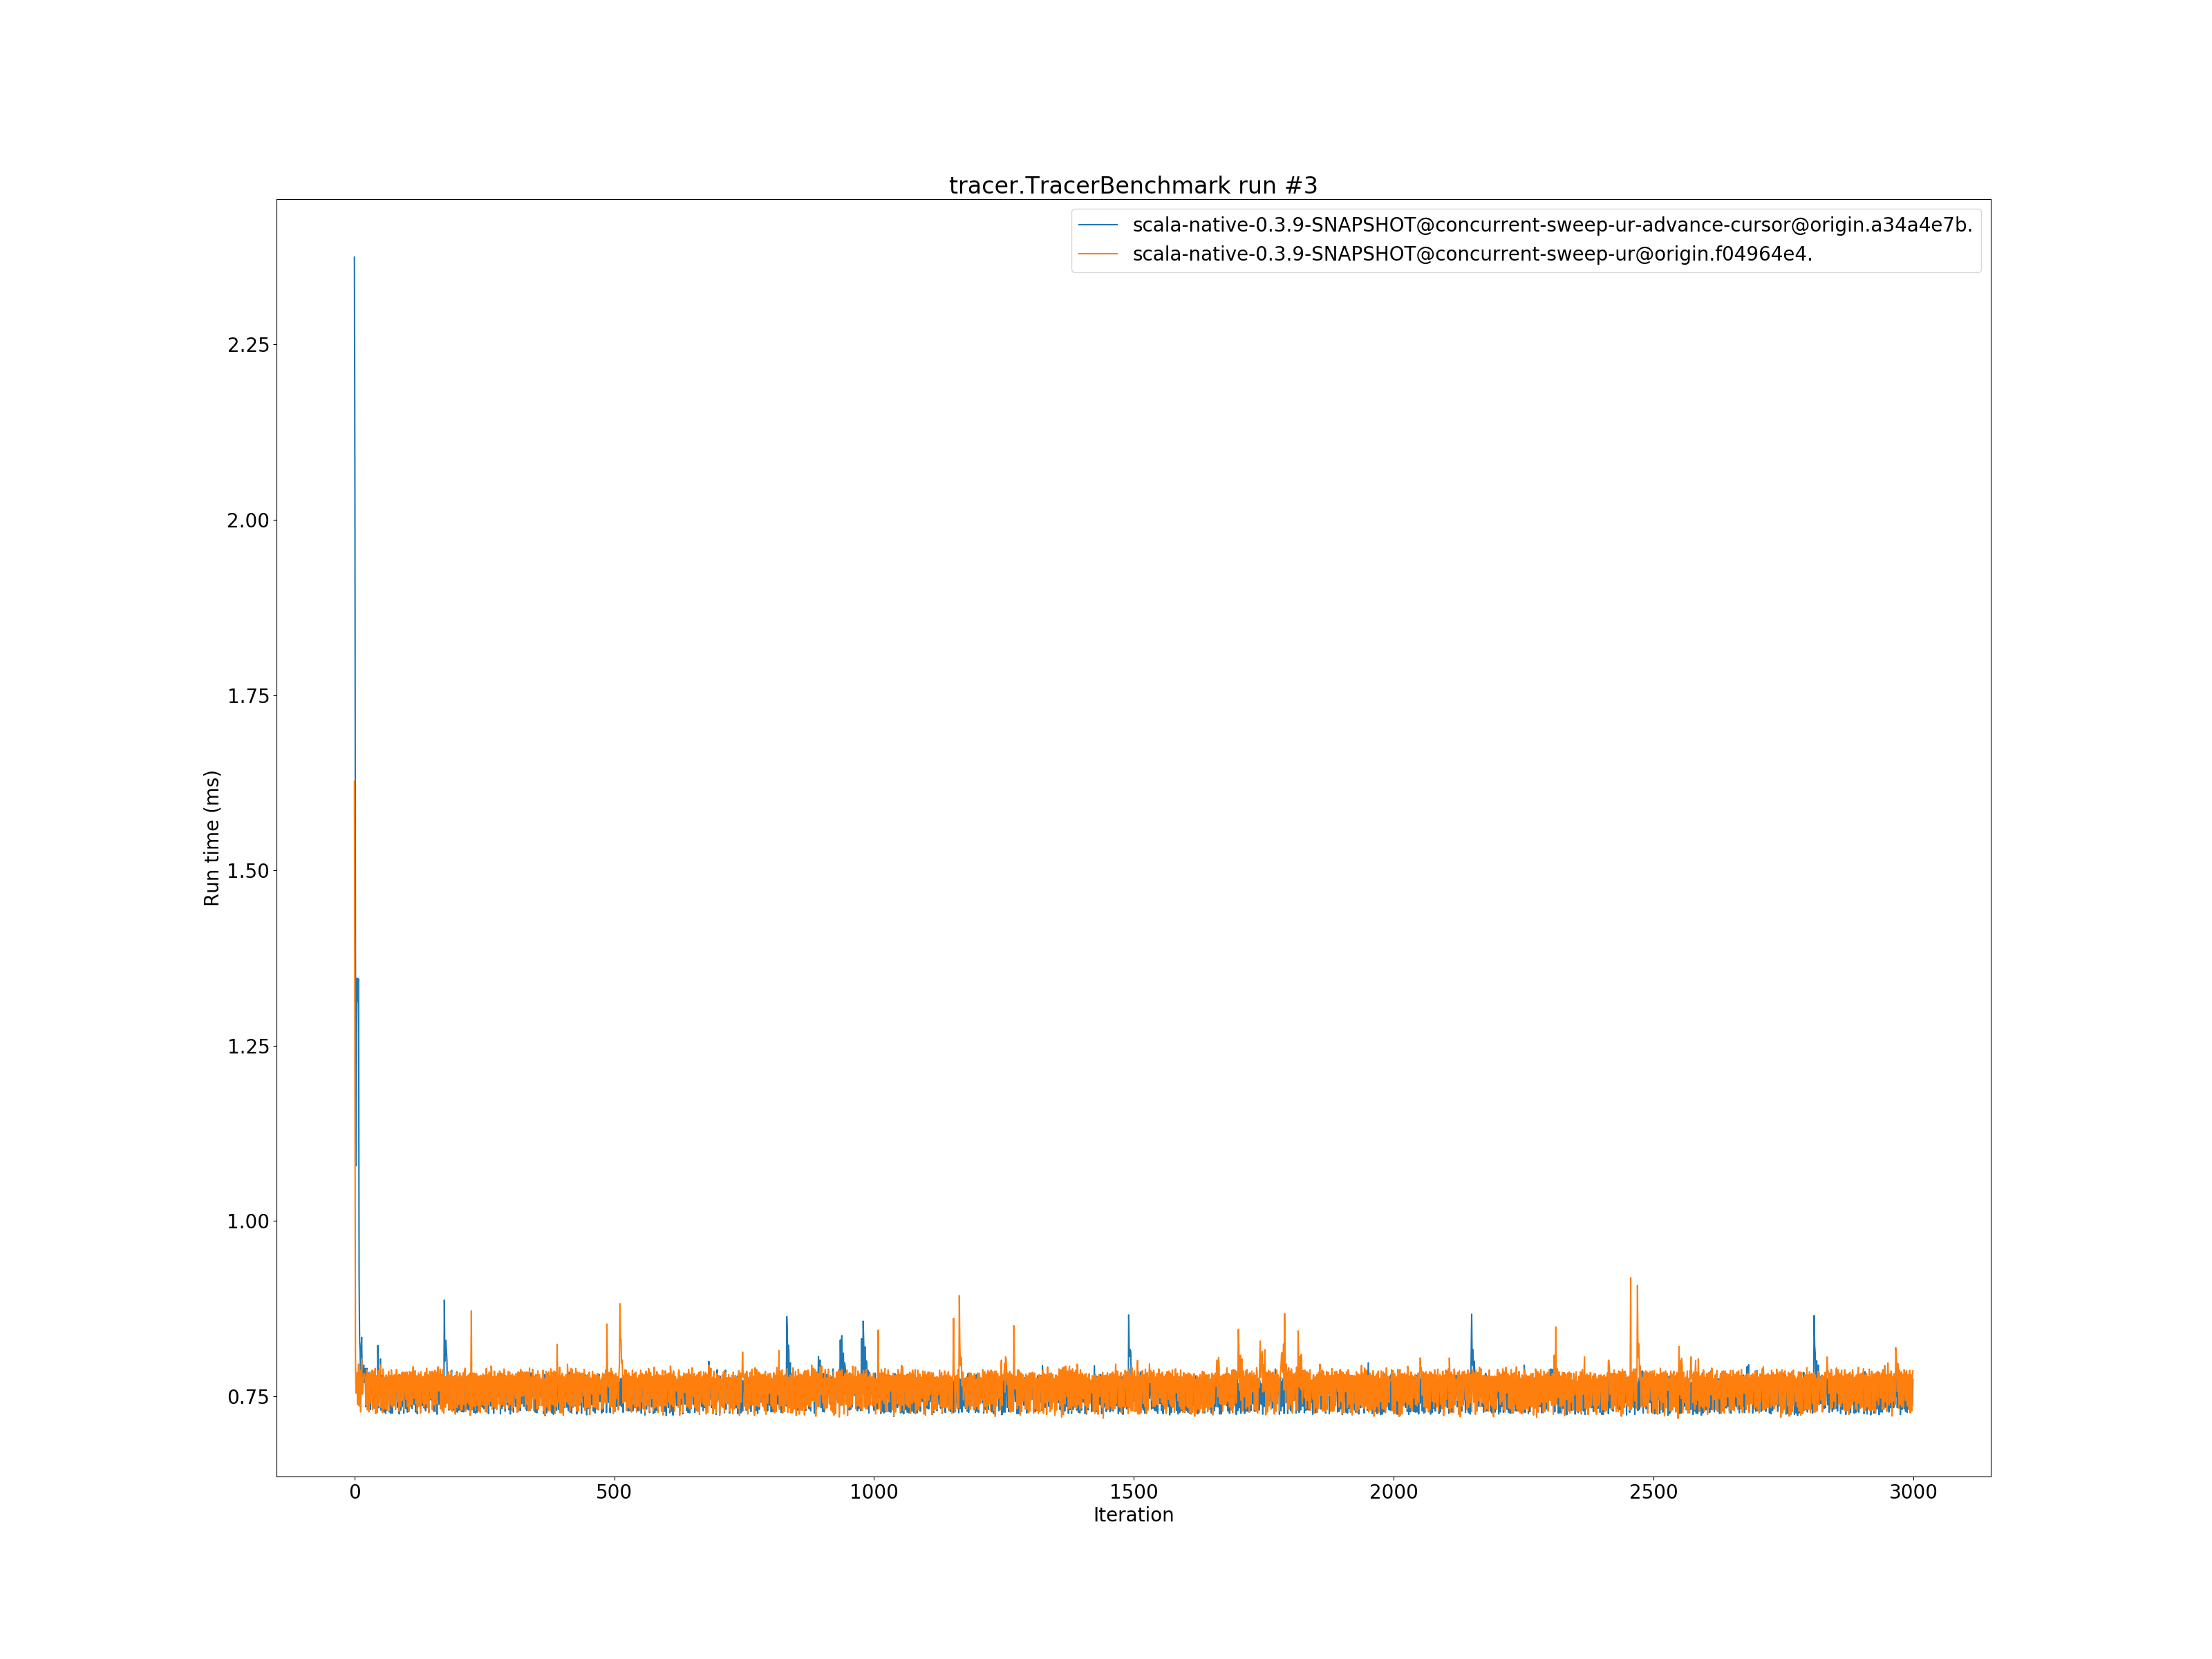 tracer.TracerBenchmark run #3
scala-native-0.3.9-SNAPSHOT@concurrent-sweep-ur-advance-cursor@origin.a34a4e7b.
scala-native-0.3.9-SNAPSHOT@concurrent-sweep-ur@origin.f04964e4.
Run time (ms)
2.25
2.00
1.75
1.50
1.25
1.00
0.75
0 500 1000 1500 2000 2500 3000
Iteration